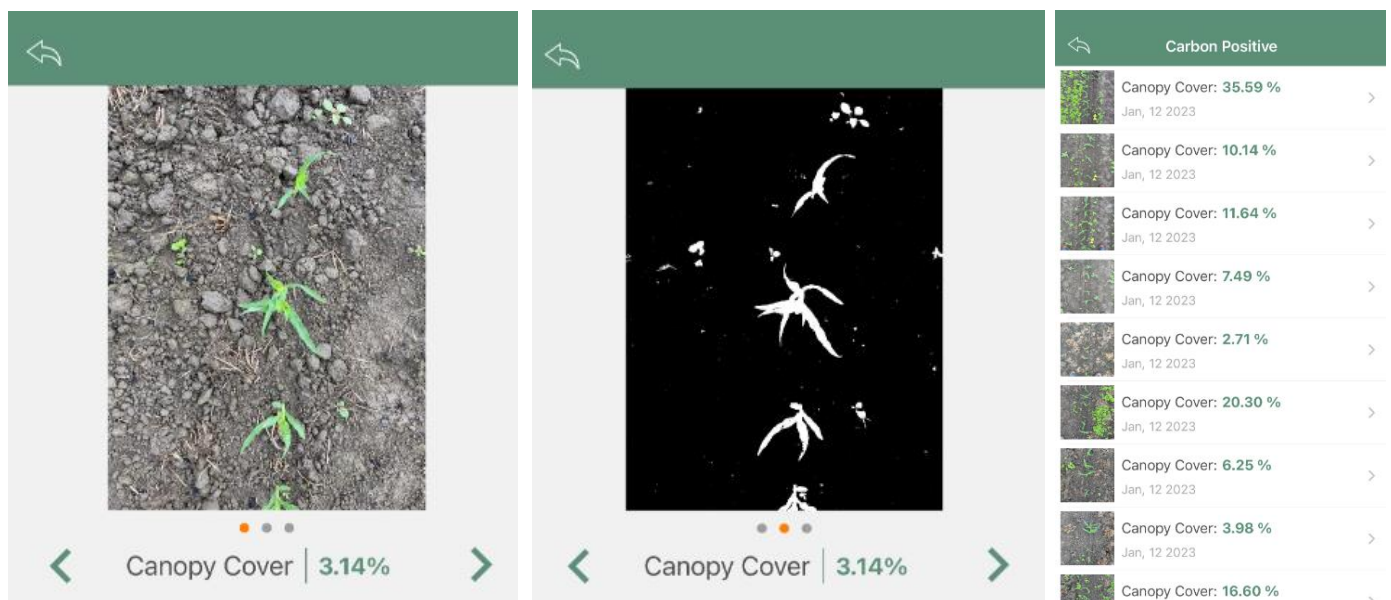 Canopy Cover 3.14%
Canopy Cover 3.14%
Carbon Positive
Canopy Cover: 35.59 %
Jan, 12 2023
Canopy Cover: 10.14 %
Jan, 12 2023
Canopy Cover: 11.64 %
Jan, 12 2023
Canopy Cover: 7.49 %
Jan, 12 2023
Canopy Cover: 2.71 %
Jan, 12 2023
Canopy Cover: 20.30 %
Jan, 12 2023
Canopy Cover: 6.25 %
Jan, 12 2023
Canopy Cover: 3.98 %
Jan, 12 2023
Canopy Cover: 16.60 %